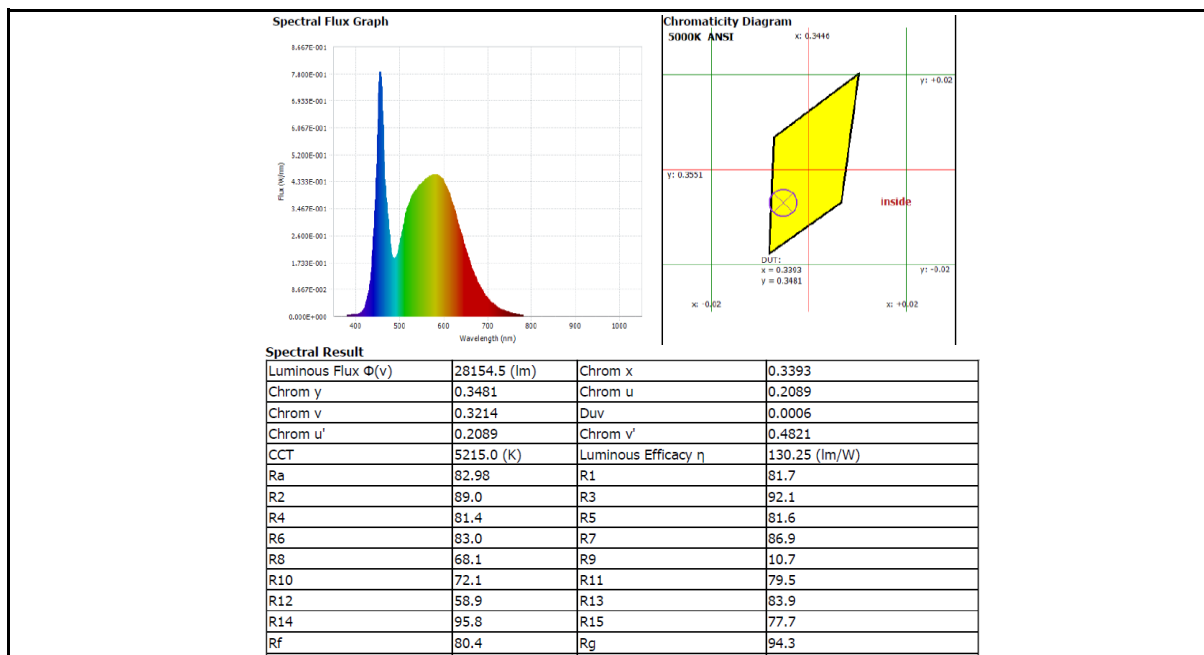 Spectral Flux Graph
8.667E-001
7.800E-001
6.933E-001
6.067E-001
5.200E-001
4.333E-001
3.467E-001
2.600E-001
1.733E-001
8.667E-002
0.000E+000
Flux (W/nm)
400 500 600 700 800 900 1000
Wavelength (nm)
Chromaticity Diagram
5000K ANSI
x: 0.3446
y: +0.02
y: 0.3551
inside
DUT:
x = 0.3393
y = 0.3481
y: -0.02
x: -0.02
x: +0.02
Spectral Result
Luminous Flux Φ(v) 28154.5 (lm) Chrom x 0.3393
Chrom y 0.3481 Chrom u 0.2089
Chrom v 0.3214 Duv 0.0006
Chrom u' 0.2089 Chrom v' 0.4821
CCT 5215.0 (K) Luminous Efficacy η 130.25 (lm/W)
Ra 82.98 R1 81.7
R2 89.0 R3 92.1
R4 81.4 R5 81.6
R6 83.0 R7 86.9
R8 68.1 R9 10.7
R10 72.1 R11 79.5
R12 58.9 R13 83.9
R14 95.8 R15 77.7
Rf 80.4 Rg 94.3